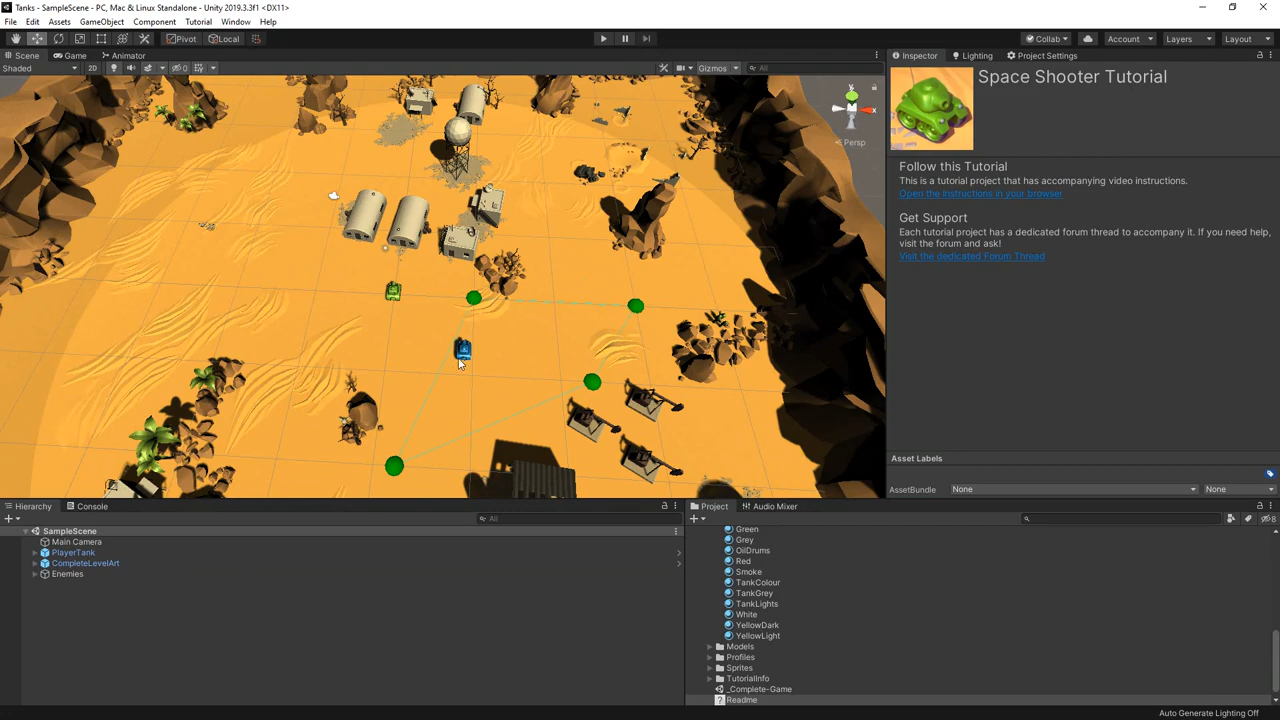 Tanks - SampleScene - PC, Mac & Linux Standalone - Unity 2019.3.3f1 <DX11>
File Edit Assets GameObject Component Tutorial Window Help
Pivot Local
Collab Account Layers Layout
Scene Game Animator
Shaded 2D 0 Gizmos All
y
x
Persp
Inspector Lighting Project Settings
Space Shooter Tutorial
Follow this Tutorial
This is a tutorial project that has accompanying video instructions.
Open the instructions in your browser
Get Support
Each tutorial project has a dedicated forum thread to accompany it. If you need help,
visit the forum and ask!
Visit the dedicated Forum Thread
Asset Labels
AssetBundle None None
Hierarchy Console
All
SampleScene
Main Camera
PlayerTank
CompleteLevelArt
Enemies
Project Audio Mixer
8
Green
Grey
OilDrums
Red
Smoke
TankColour
TankGrey
TankLights
White
YellowDark
YellowLight
Models
Profiles
Sprites
TutorialInfo
_Complete-Game
Readme
Auto Generate Lighting Off